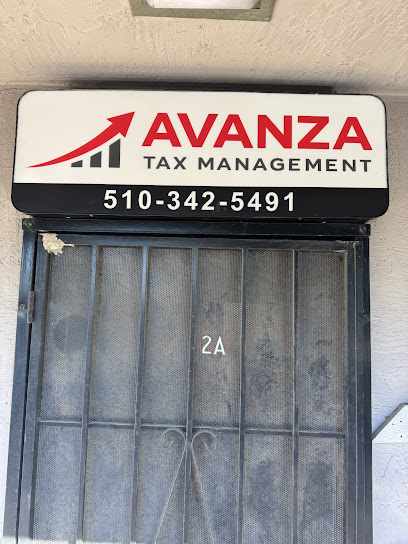 AVANZA
TAX MANAGEMENT
510-342-5491
2A